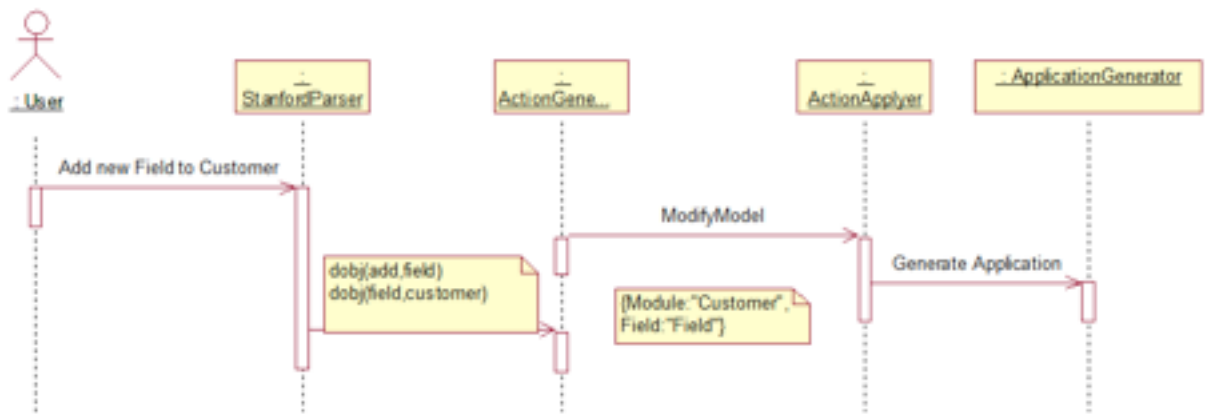 : User
:
StanfordParser
:
ActionGene...
:
ActionApplyer
: ApplicationGenerator
Add new Field to Customer
ModifyModel
Generate Application
dobj(add,field)
dobj(field,customer)
{Module:"Customer",
Field:"Field"}